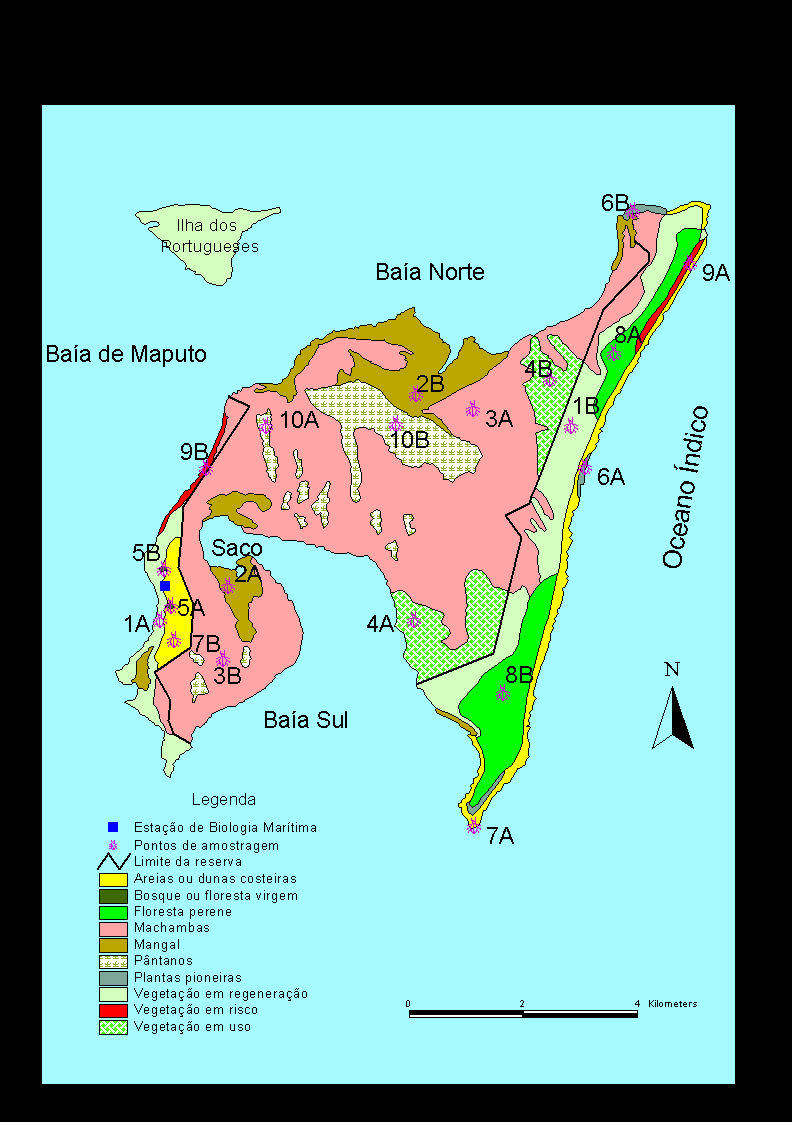 6B
Ilha dos
Portugueses
9A
Baía Norte
8A
Baía de Maputo
4B
2B
1B
3A
10A
10B
9B
6A
Oceano Índico
5B
Saco
2A
5A
1A
4A
7B
3B
8B
N
Baía Sul
7A
Legenda
Estação de Biologia Marítima
Pontos de amostragem
Limite da reserva
Areias ou dunas costeiras
Bosque ou floresta virgem
Floresta perene
Machambas
Mangal
Pântanos
Plantas pioneiras
Vegetação em regeneração
Vegetação em risco
Vegetação em uso
0 2 4 Kilometers